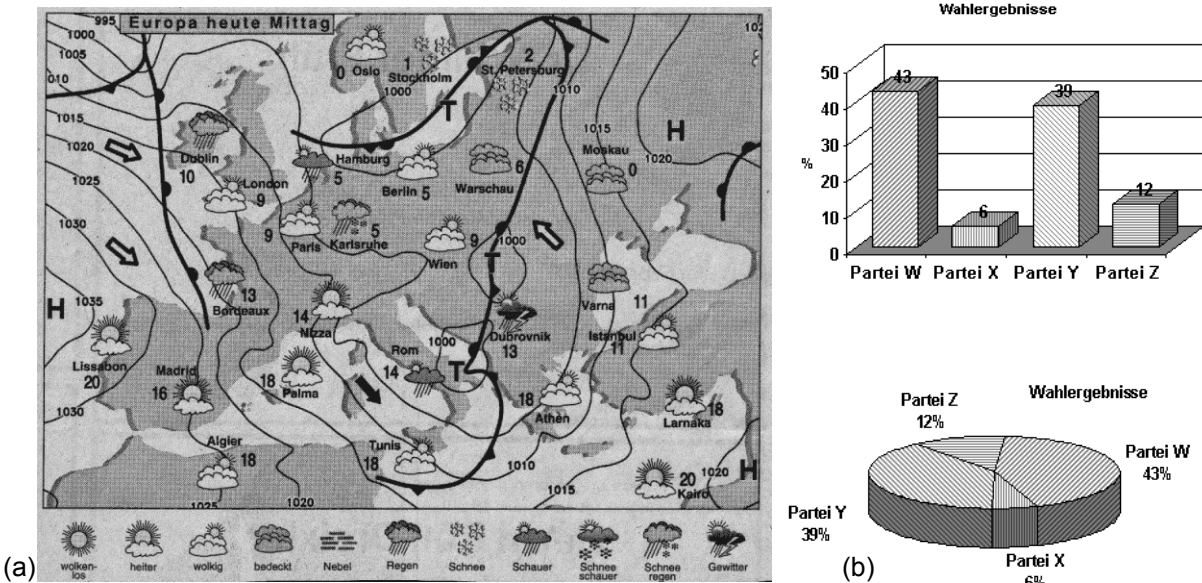 Europa heute Mittag
995
1000
1005
010
1010
1015
1020
1025
1030
1035
H
Oslo
0
1
Stockholm
2
St. Petersburg
1000
T
1010
1015
H
1020
Moskau
0
Dublin
10
London
9
Hamburg
5
Berlin 5
Warschau
6
Paris
9
Karlsruhe
5
Wien
9
1000
T
Bordeaux
13
14
Nizza
Varna
11
Dubrovnik
13
Istanbul
11
Lissabon
20
Madrid
16
Palma
18
Rom
14
1000
T
18
Athen
Larnaka
18
Algier
18
Tunis
18
1030
1025
1020
1010
1015
20
Kairo
1020
H
wolken-
los
heiter
wolkig
bedeckt
Nebel
Regen
Schnee
Schauer
Schnee
schauer
Schnee
regen
Gewitter
(a)
Wahlergebnisse
50
40
30
20
10
0
%
43
6
39
12
Partei W
Partei X
Partei Y
Partei Z
Wahlergebnisse
Partei Z
12%
Partei W
43%
Partei Y
39%
Partei X
6%
(b)